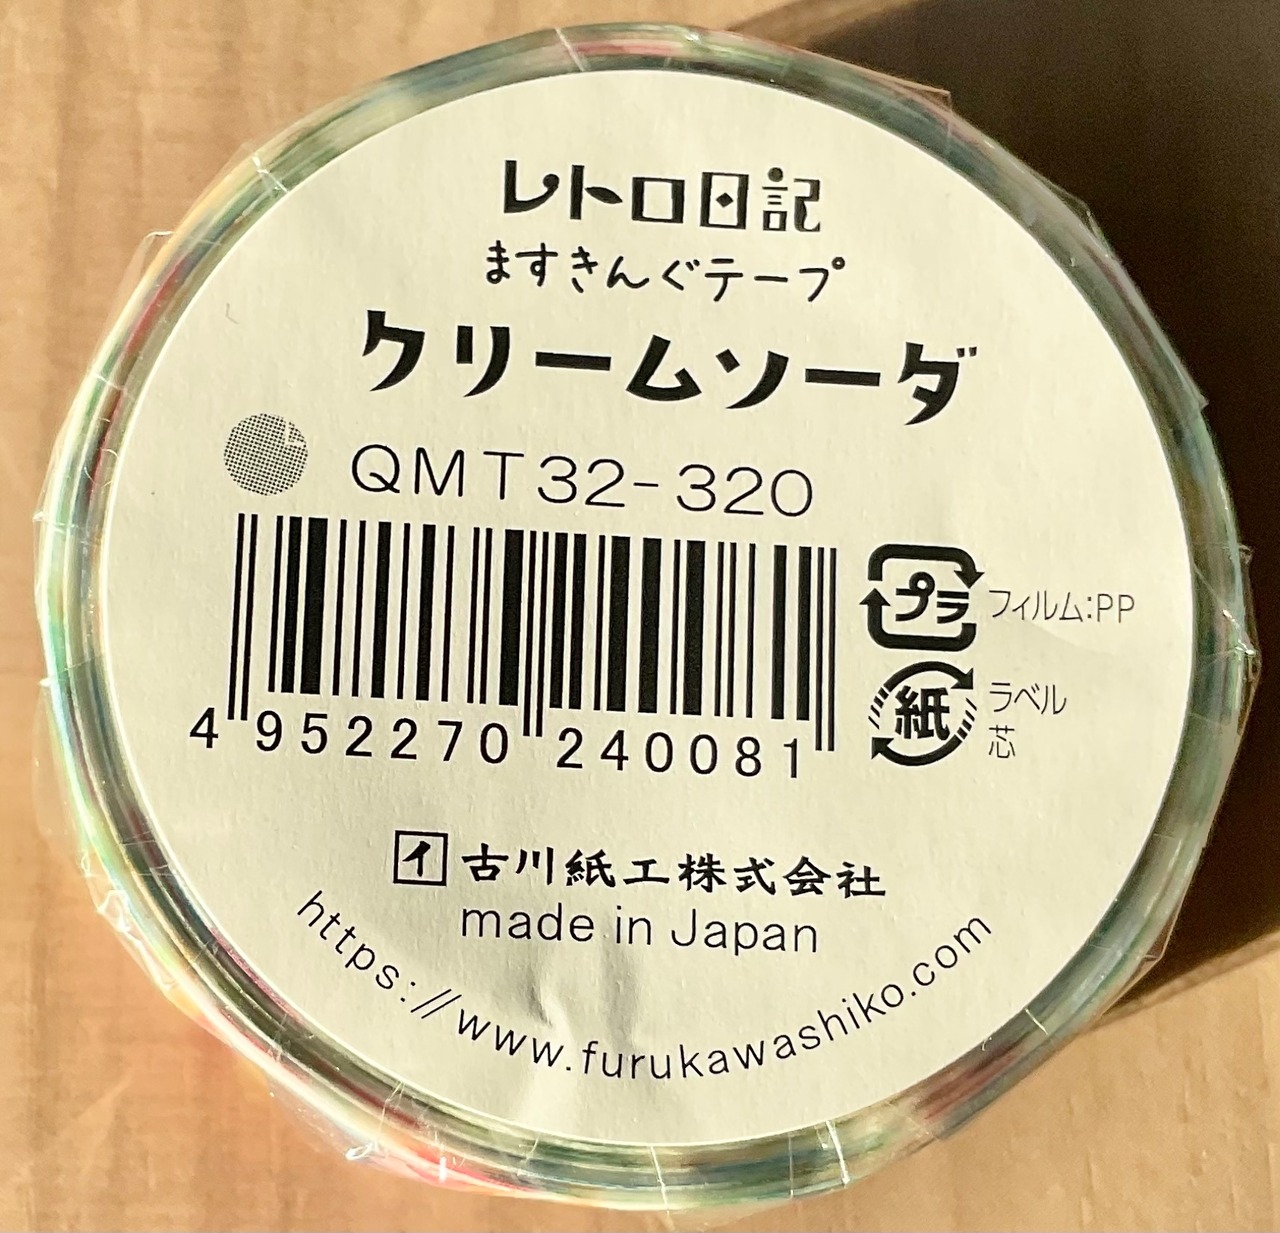 レトロ日記
ますきんぐテープ
クリームソーダ
QMT32-320
4 952270 240081
プラ フィルム:PP
紙 ラベル
芯
イ 古川紙工株式会社
made in Japan
https://www.furukawashiko.com